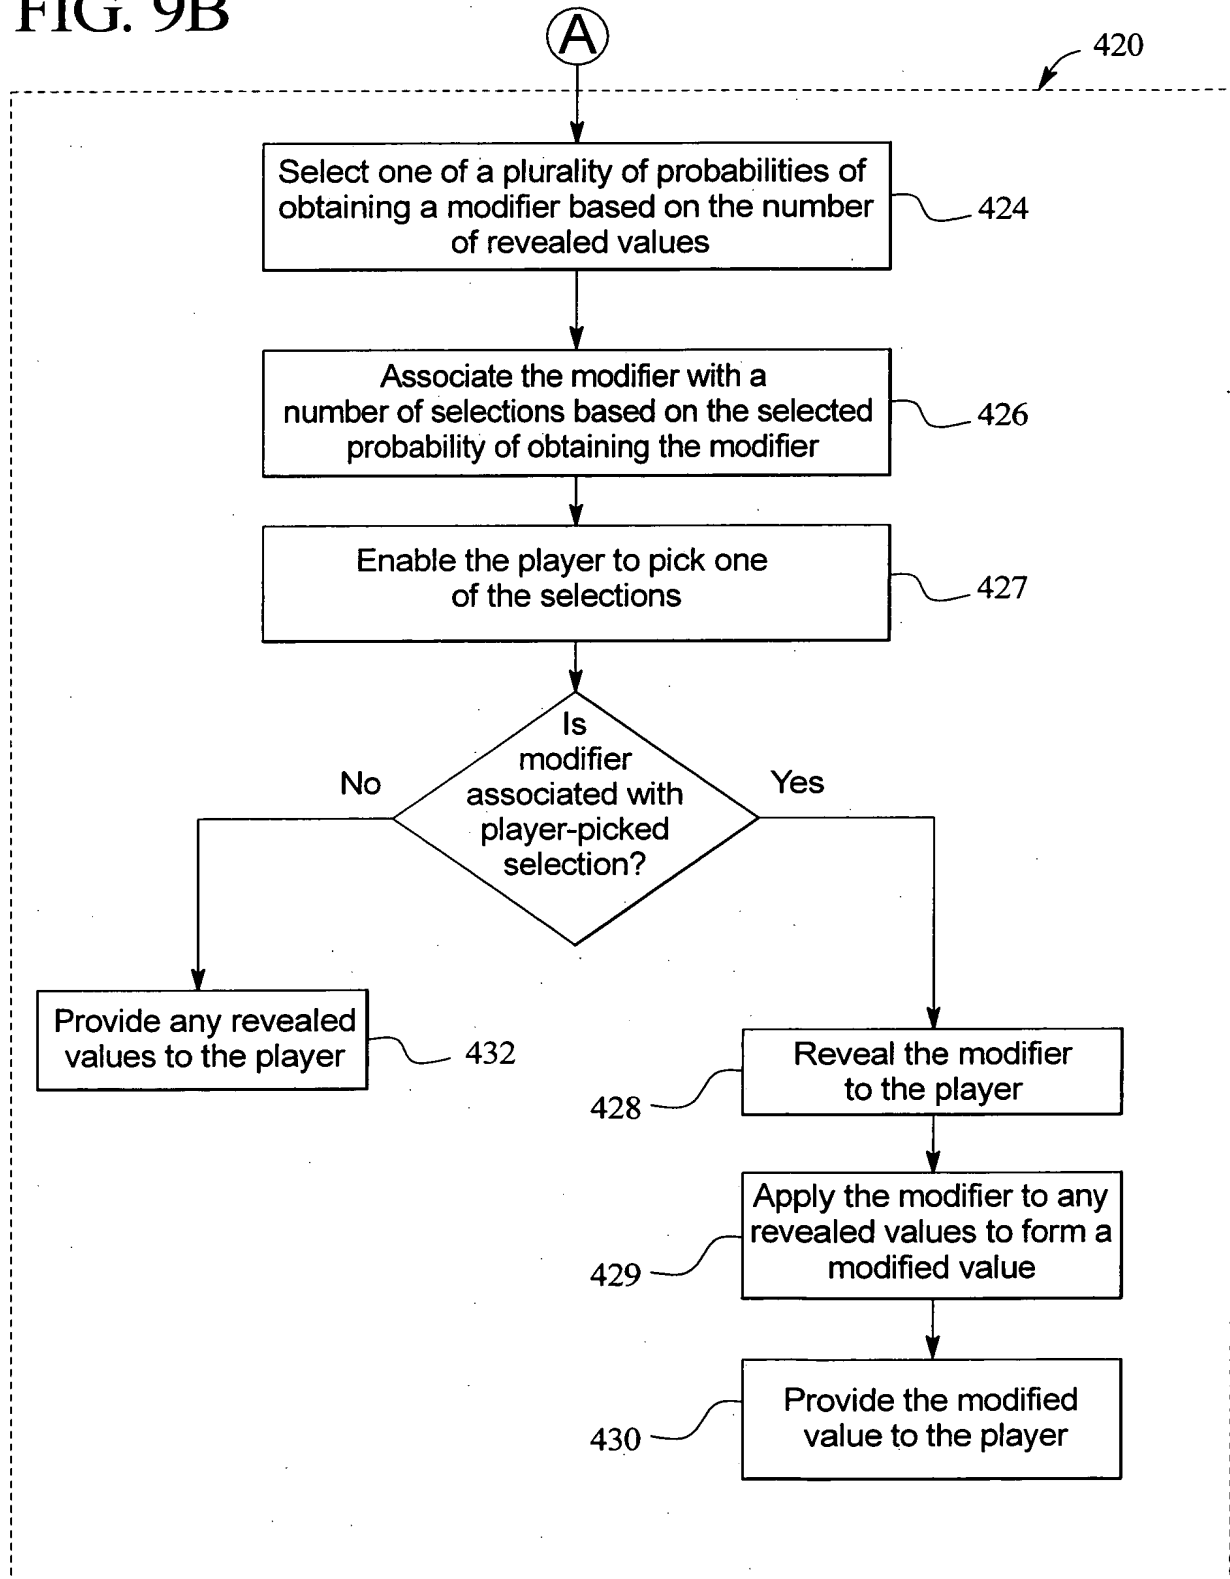 FIG. 9B
A
420
Select one of a plurality of probabilities of
obtaining a modifier based on the number
of revealed values
424
Associate the modifier with a
number of selections based on the selected
probability of obtaining the modifier
426
Enable the player to pick one
of the selections
427
Is
modifier
associated with
player-picked
selection?
No
Yes
Provide any revealed
values to the player
432
Reveal the modifier
to the player
428
Apply the modifier to any
revealed values to form a
modified value
429
Provide the modified
value to the player
430